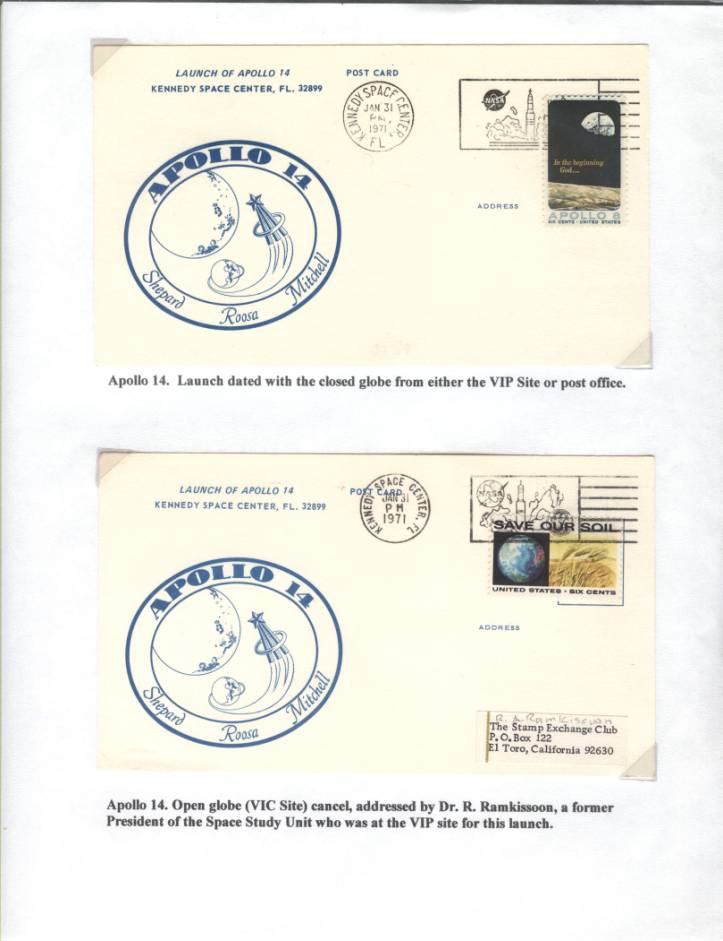 LAUNCH OF APOLLO 14
KENNEDY SPACE CENTER, FL. 32899
POST CARD
KENNEDY SPACE CENTER
JAN 31
PM
1971
FL
NASA
In the beginning
God....
APOLLO 8
SIX CENTS · UNITED STATES
ADDRESS
APOLLO 14
Shepard
Roosa
Mitchell
Apollo 14. Launch dated with the closed globe from either the VIP Site or post office.
LAUNCH OF APOLLO 14
KENNEDY SPACE CENTER, FL. 32899
POST CARD
KENNEDY SPACE CENTER, FL
JAN 31
PM
1971
NASA
SAVE OUR SOIL
UNITED STATES · SIX CENTS
ADDRESS
APOLLO 14
Shepard
Roosa
Mitchell
R. A. Ramkissoon
The Stamp Exchange Club
P. O. Box 122
El Toro, California 92630
Apollo 14. Open globe (VIC Site) cancel, addressed by Dr. R. Ramkissoon, a former
President of the Space Study Unit who was at the VIP site for this launch.